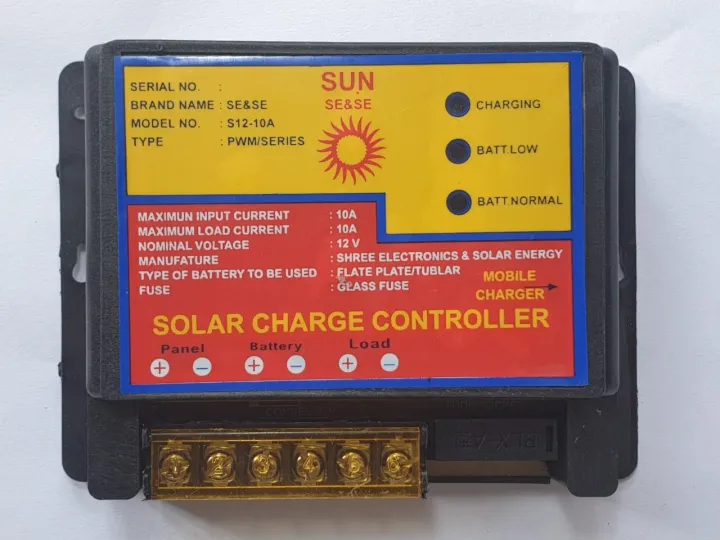 SUN
SE&SE
SERIAL NO. :
BRAND NAME : SE&SE
MODEL NO. : S12-10A
TYPE : PWM/SERIES
CHARGING
BATT.LOW
BATT.NORMAL
MAXIMUN INPUT CURRENT : 10A
MAXIMUM LOAD CURRENT : 10A
NOMINAL VOLTAGE : 12 V
MANUFATURE : SHREE ELECTRONICS & SOLAR ENERGY
TYPE OF BATTERY TO BE USED : FLATE PLATE/TUBLAR
FUSE : GLASS FUSE
MOBILE
CHARGER
SOLAR CHARGE CONTROLLER
Panel Battery Load
+ − + − + −